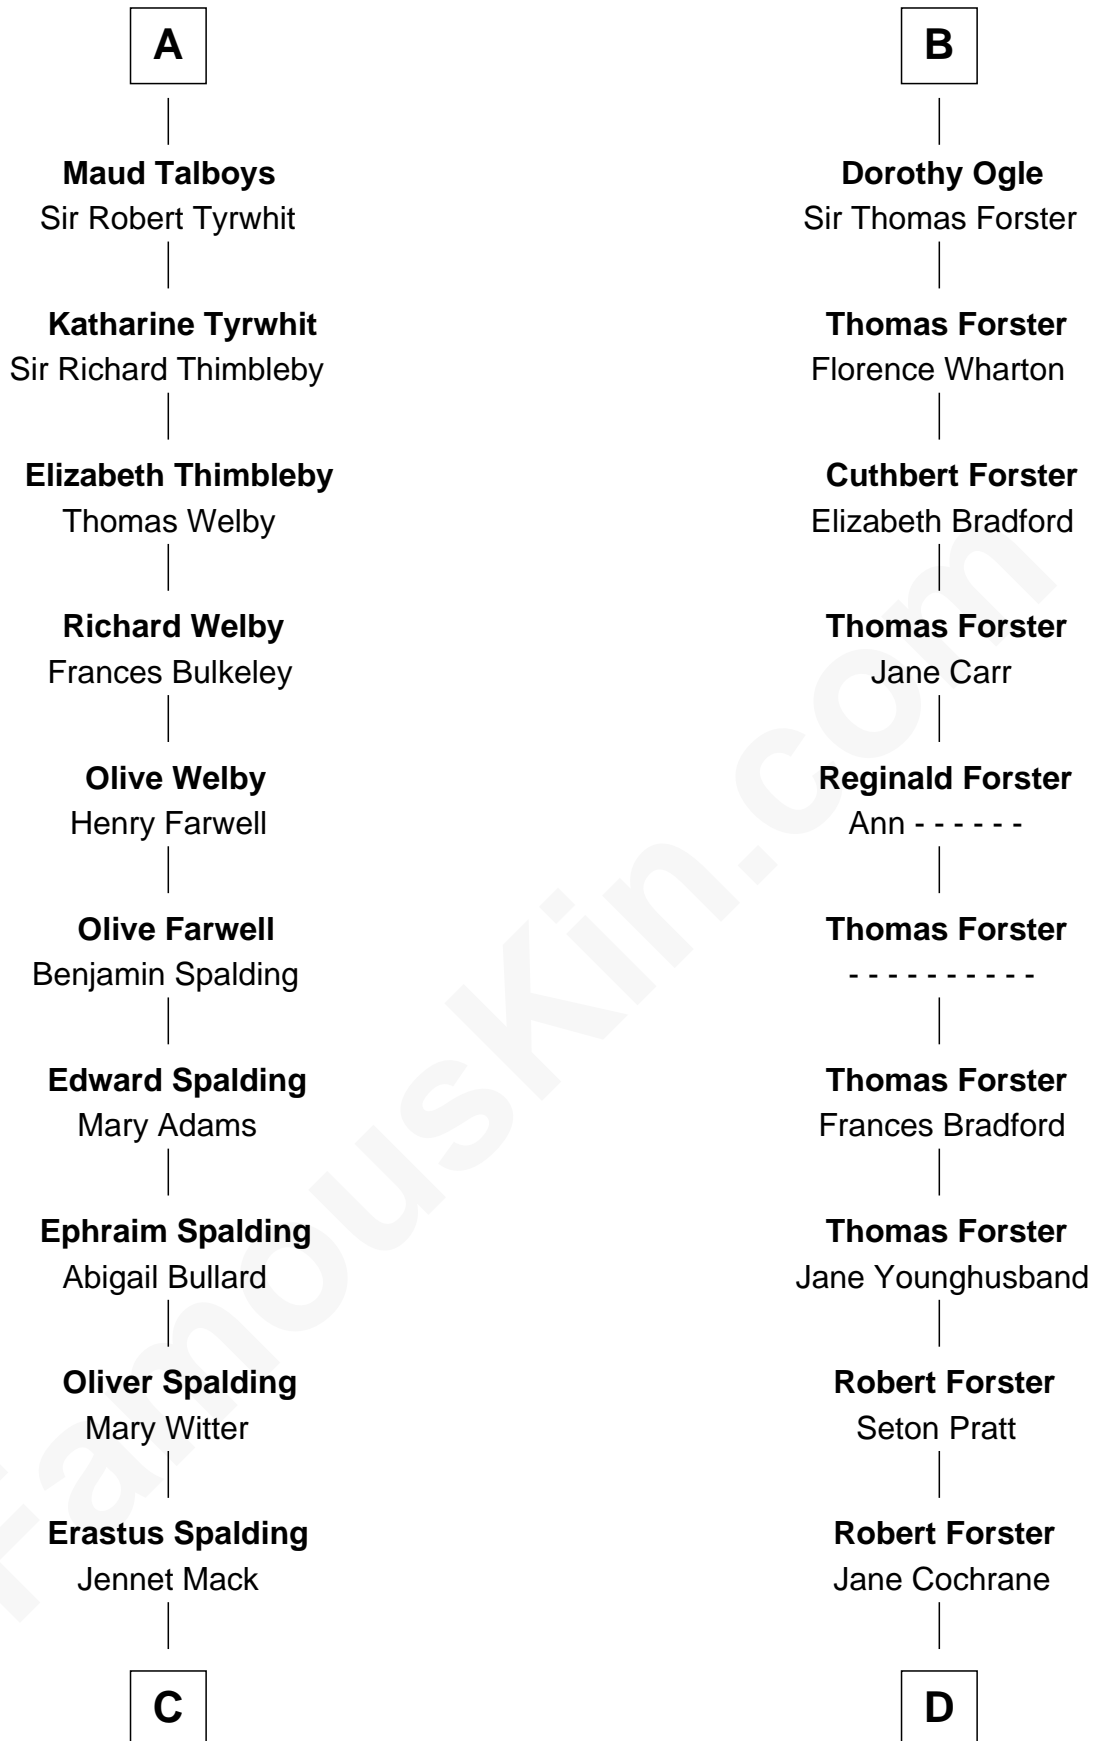 A
Maud Talboys
Sir Robert Tyrwhit
Katharine Tyrwhit
Sir Richard Thimbleby
Elizabeth Thimbleby
Thomas Welby
Richard Welby
Frances Bulkeley
Olive Welby
Henry Farwell
Olive Farwell
Benjamin Spalding
Edward Spalding
Mary Adams
Ephraim Spalding
Abigail Bullard
Oliver Spalding
Mary Witter
Erastus Spalding
Jennet Mack
C
B
Dorothy Ogle
Sir Thomas Forster
Thomas Forster
Florence Wharton
Cuthbert Forster
Elizabeth Bradford
Thomas Forster
Jane Carr
Reginald Forster
Ann - - - - - -
Thomas Forster
- - - - - - - - - -
Thomas Forster
Frances Bradford
Thomas Forster
Jane Younghusband
Robert Forster
Seton Pratt
Robert Forster
Jane Cochrane
D
FamousKin.com